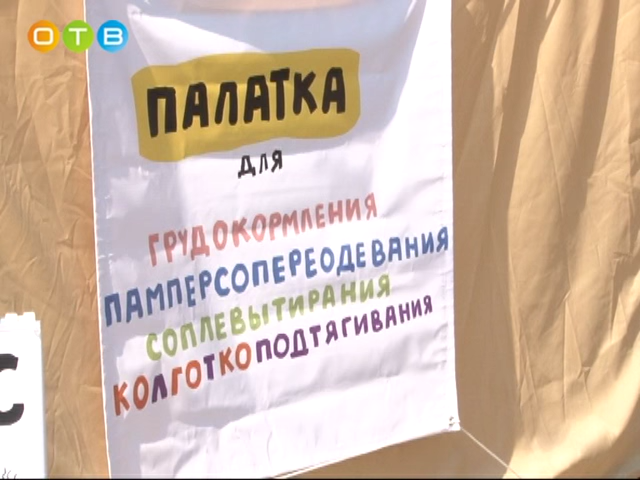 ОТВ
ПАЛАТКА
для
ГРУДОКОРМЛЕНИЯ
ПАМПЕРСОПЕРЕОДЕВАНИЯ
СОПЛЕВЫТИРАНИЯ
КОЛГОТКОПОДТЯГИВАНИЯ
С